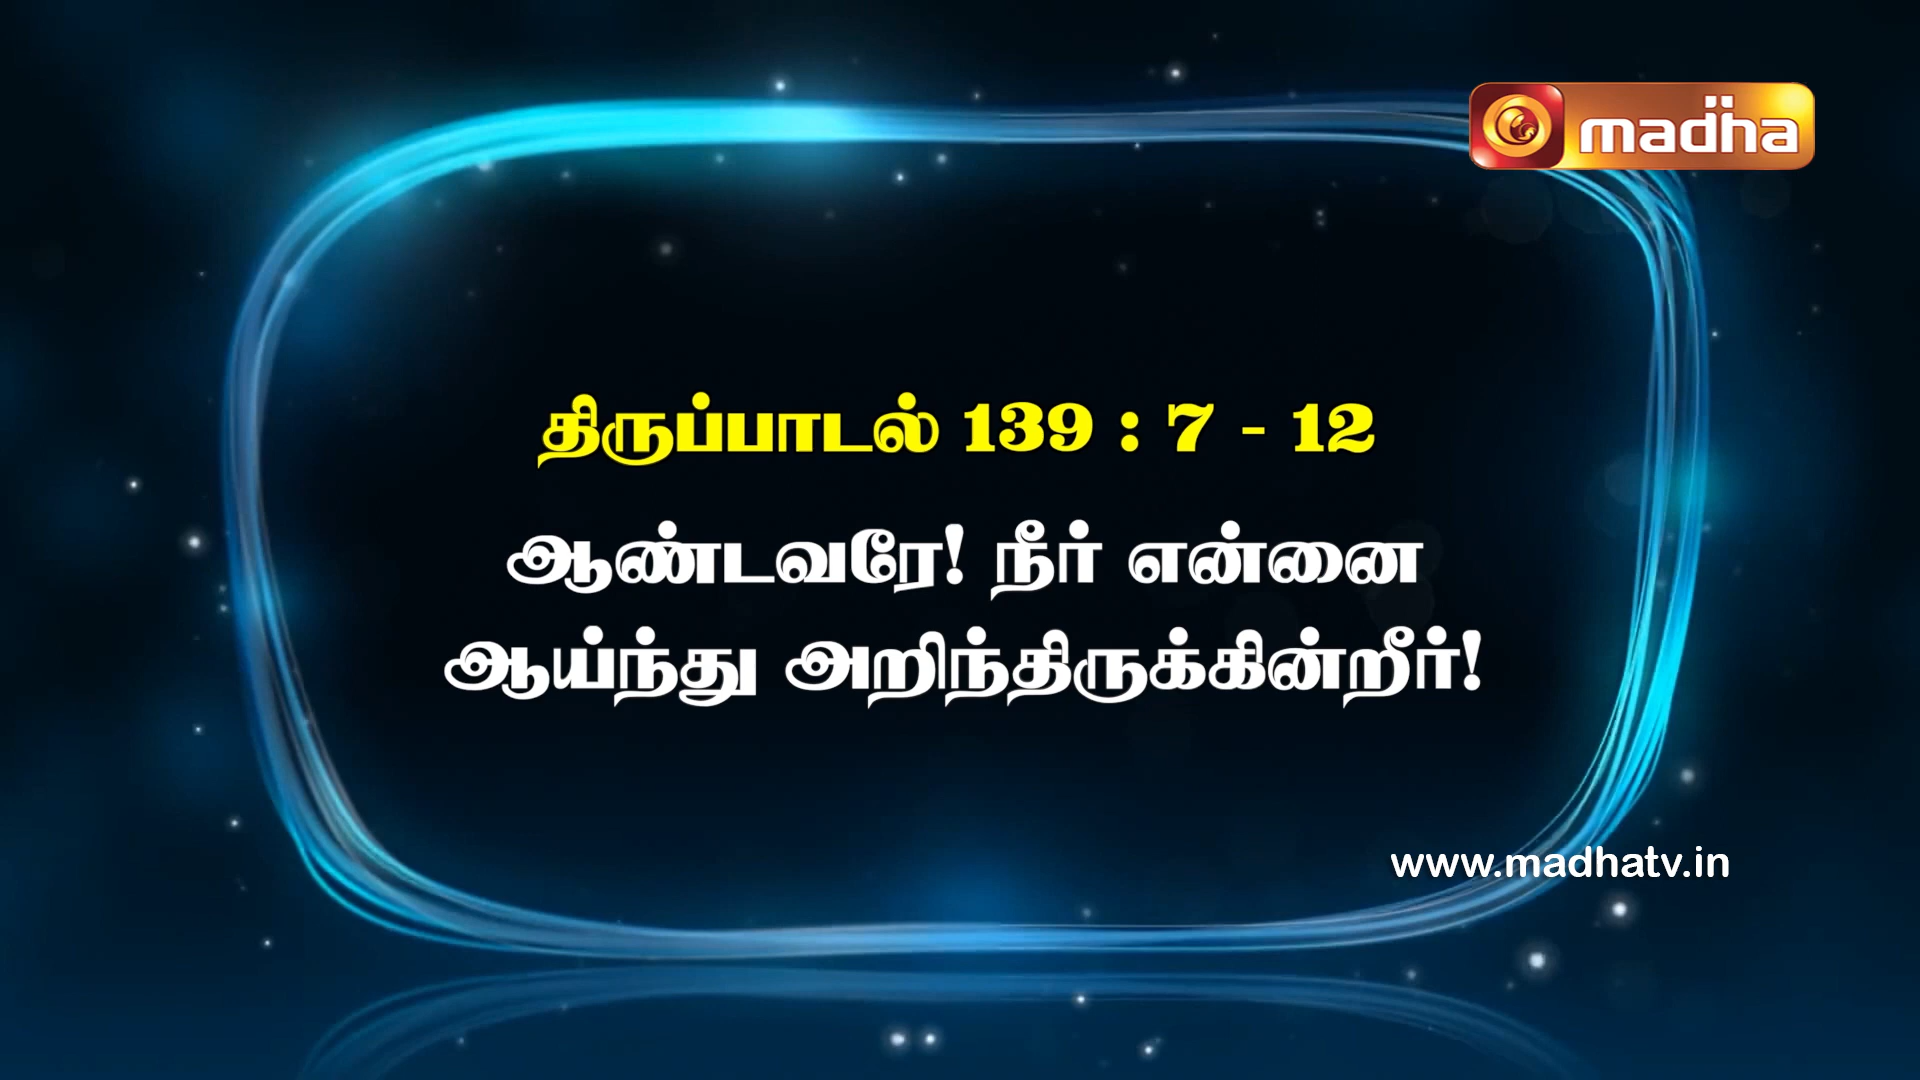 madha
திருப்பாடல் 139 : 7 - 12
ஆண்டவரே! நீர் என்னை
ஆய்ந்து அறிந்திருக்கின்றீர்!
www.madhatv.in